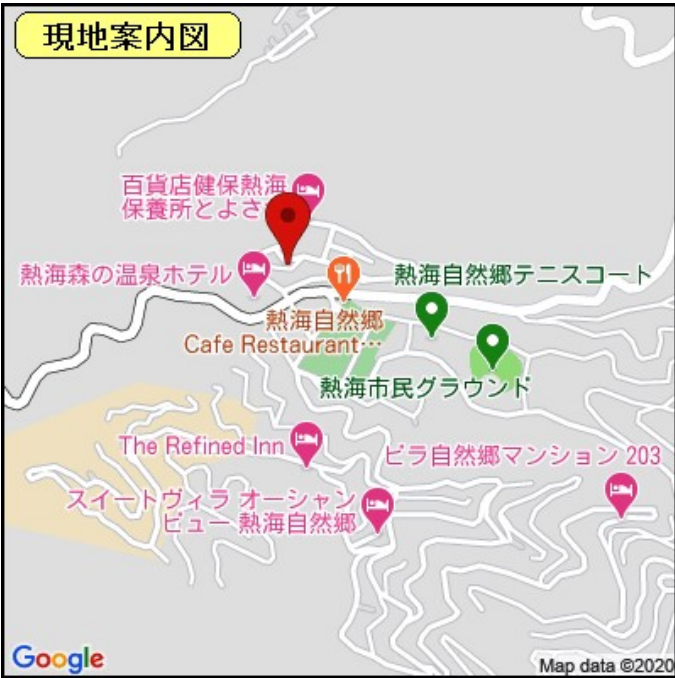 現地案内図
百貨店健保熱海
保養所とよさ
熱海森の温泉ホテル
熱海自然郷テニスコート
熱海自然郷
Cafe Restaurant…
熱海市民グラウンド
The Refined Inn
ビラ自然郷マンション 203
スイートヴィラ オーシャン
ビュー 熱海自然郷
Google
Map data ©2020